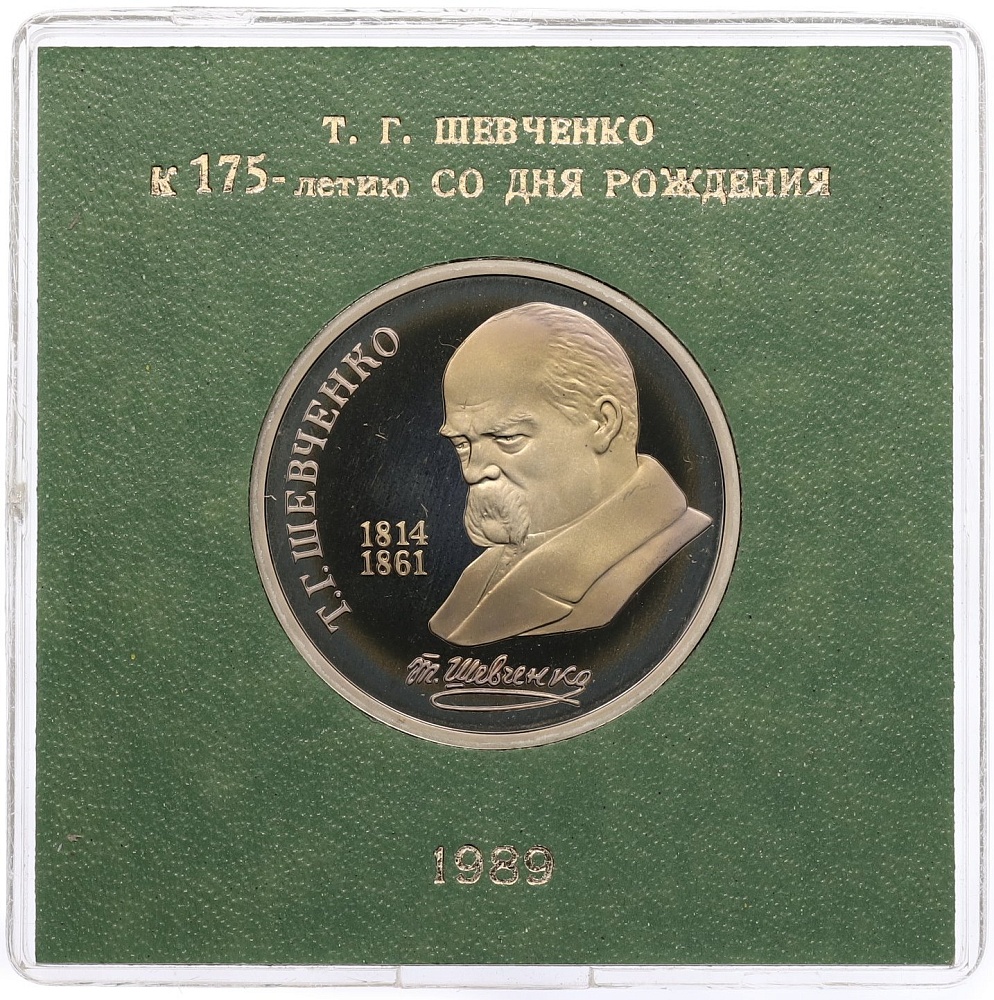 Т. Г. ШЕВЧЕНКО
К 175-летию СО ДНЯ РОЖДЕНИЯ
Т.Г. ШЕВЧЕНКО
1814
1861
Т. Шевченко
1989